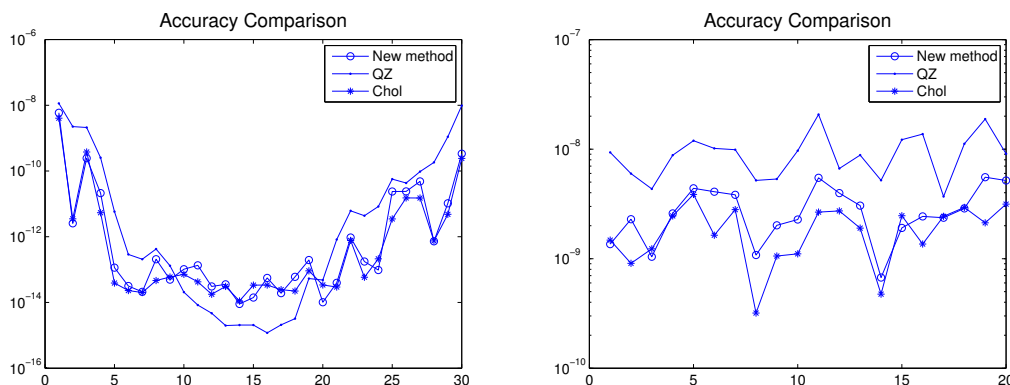 Accuracy Comparison
10^-6
10^-8
10^-10
10^-12
10^-14
10^-16
0 5 10 15 20 25 30
New method
QZ
Chol
Accuracy Comparison
10^-7
10^-8
10^-9
10^-10
0 5 10 15 20
New method
QZ
Chol